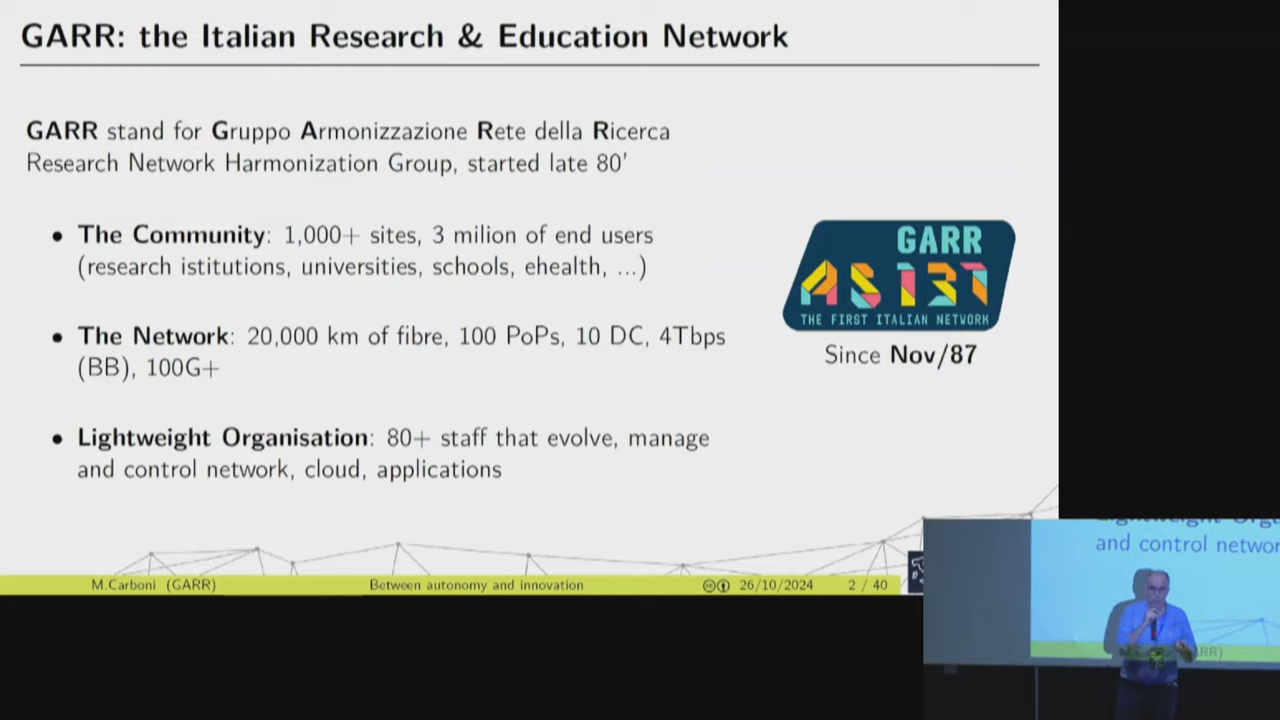 GARR: the Italian Research & Education Network
GARR stand for Gruppo Armonizzazione Rete della Ricerca
Research Network Harmonization Group, started late 80'
• The Community: 1,000+ sites, 3 milion of end users
(research istitutions, universities, schools, ehealth, ...)
• The Network: 20,000 km of fibre, 100 PoPs, 10 DC, 4Tbps
(BB), 100G+
• Lightweight Organisation: 80+ staff that evolve, manage
and control network, cloud, applications
GARR
AS 137
THE FIRST ITALIAN NETWORK
Since Nov/87
M.Carboni (GARR)
Between autonomy and innovation
26/10/2024
2 / 40
and control networ